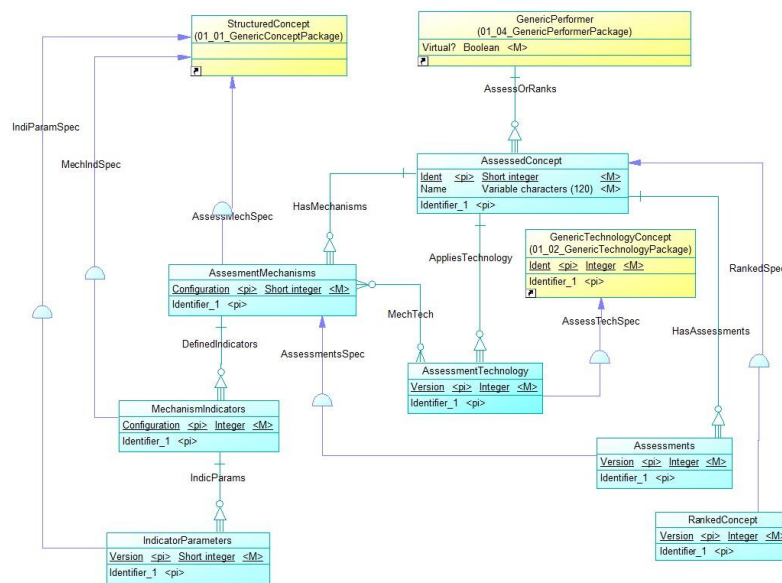 StructuredConcept
(01_01_GenericConceptPackage)
GenericPerformer
(01_04_GenericPerformerPackage)
Virtual? Boolean <M>
AssessOrRanks
IndiParamSpec
MechIndSpec
AssessedConcept
Ident <pi> Short integer <M>
Name Variable characters (120) <M>
Identifier_1 <pi>
HasMechanisms
AssessMechSpec
GenericTechnologyConcept
(01_02_GenericTechnologyPackage)
Ident <pi> Integer <M>
Identifier_1 <pi>
AppliesTechnology
RankedSpec
AssesmentMechanisms
Configuration <pi> Short integer <M>
Identifier_1 <pi>
MechTech
AssessTechSpec
HasAssessments
DefinedIndicators
AssessmentsSpec
AssessmentTechnology
Version <pi> Integer <M>
Identifier_1 <pi>
MechanismIndicators
Configuration <pi> Integer <M>
Identifier_1 <pi>
Assessments
Version <pi> Integer <M>
Identifier_1 <pi>
IndicParams
RankedConcept
Version <pi> Integer <M>
Identifier_1 <pi>
IndicatorParameters
Version <pi> Short integer <M>
Identifier_1 <pi>